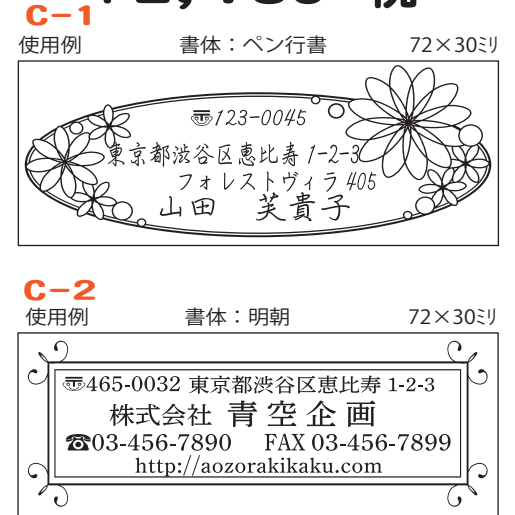 C-1
使用例 書体：ペン行書 72×30ミリ
〠123-0045
東京都渋谷区恵比寿 1-2-3
フォレストヴィラ 405
山田 芙貴子
C-2
使用例 書体：明朝 72×30ミリ
〠465-0032 東京都渋谷区恵比寿 1-2-3
株式会社 青空企画
☎03-456-7890 FAX 03-456-7899
http://aozorakikaku.com